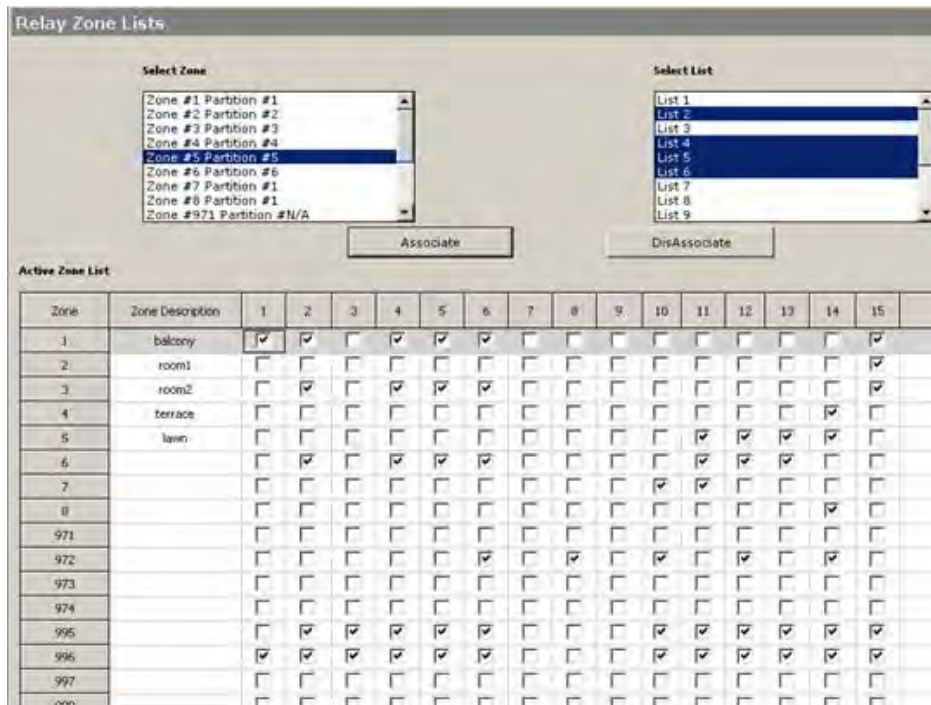 Relay Zone Lists
Select Zone
Select List
Zone #1 Partition #1
Zone #2 Partition #2
Zone #3 Partition #3
Zone #4 Partition #4
Zone #5 Partition #5
Zone #6 Partition #6
Zone #7 Partition #1
Zone #8 Partition #1
Zone #971 Partition #N/A
List 1
List 2
List 3
List 4
List 5
List 6
List 7
List 8
List 9
Associate
DisAssociate
Active Zone List
Zone Zone Description 1 2 3 4 5 6 7 8 9 10 11 12 13 14 15
1 balcony
2 room1
3 room2
4 terrace
5 lawn
6
7
8
971
972
973
974
995
996
997